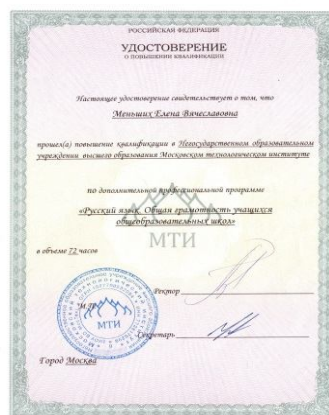 РОССИЙСКАЯ ФЕДЕРАЦИЯ
УДОСТОВЕРЕНИЕ
О ПОВЫШЕНИИ КВАЛИФИКАЦИИ
Настоящее удостоверение свидетельствует о том, что
Меньших Елена Вячеславовна
прошел(а) повышение квалификации в Негосударственном образовательном
учреждении высшего образования Московском технологическом институте
по дополнительной профессиональной программе
«Русский язык. Общая грамотность учащихся
общеобразовательных школ»
МТИ
в объеме 72 часов
Ректор
М.П.
МТИ
Секретарь
Город Москва